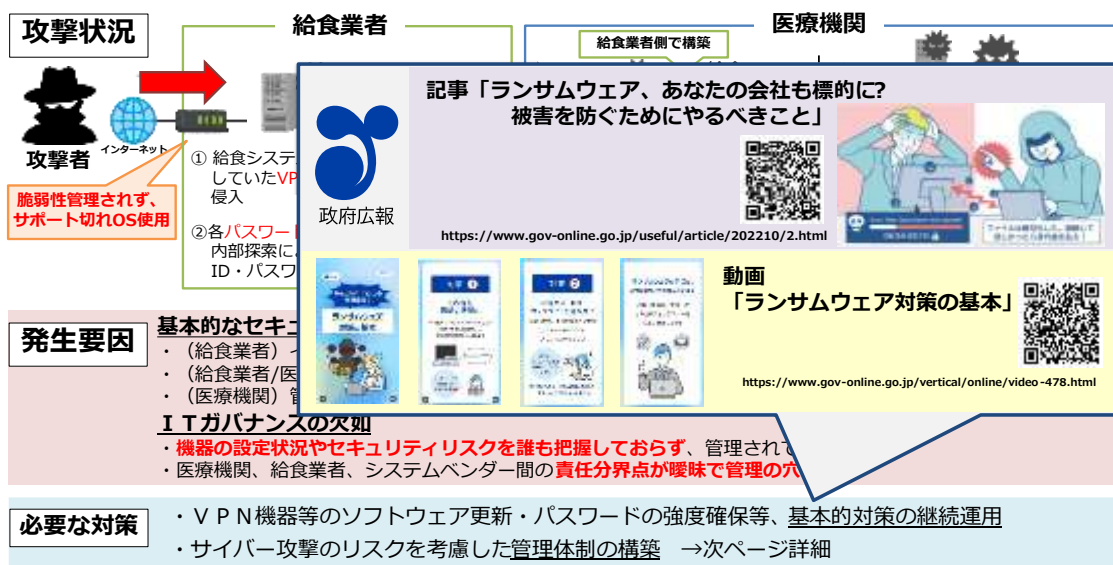 攻撃状況
給食業者
医療機関
給食業者側で構築
攻撃者
インターネット
脆弱性管理されず、
サポート切れOS使用
① 給食システ
していたVP
侵入
②各パスワード
内部探索に
ID・パスワ
記事「ランサムウェア、あなたの会社も標的に?
被害を防ぐためにやるべきこと」
政府広報
https://www.gov-online.go.jp/useful/article/202210/2.html
動画
「ランサムウェア対策の基本」
https://www.gov-online.go.jp/vertical/online/video-478.html
発生要因
基本的なセキュ
・（給食業者）
・（給食業者/医
・（医療機関）管
ＩＴガバナンスの欠如
・機器の設定状況やセキュリティリスクを誰も把握しておらず、管理されて
・医療機関、給食業者、システムベンダー間の責任分界点が曖昧で管理の穴
必要な対策
・ＶＰＮ機器等のソフトウェア更新・パスワードの強度確保等、基本的対策の継続運用
・サイバー攻撃のリスクを考慮した管理体制の構築　→次ページ詳細